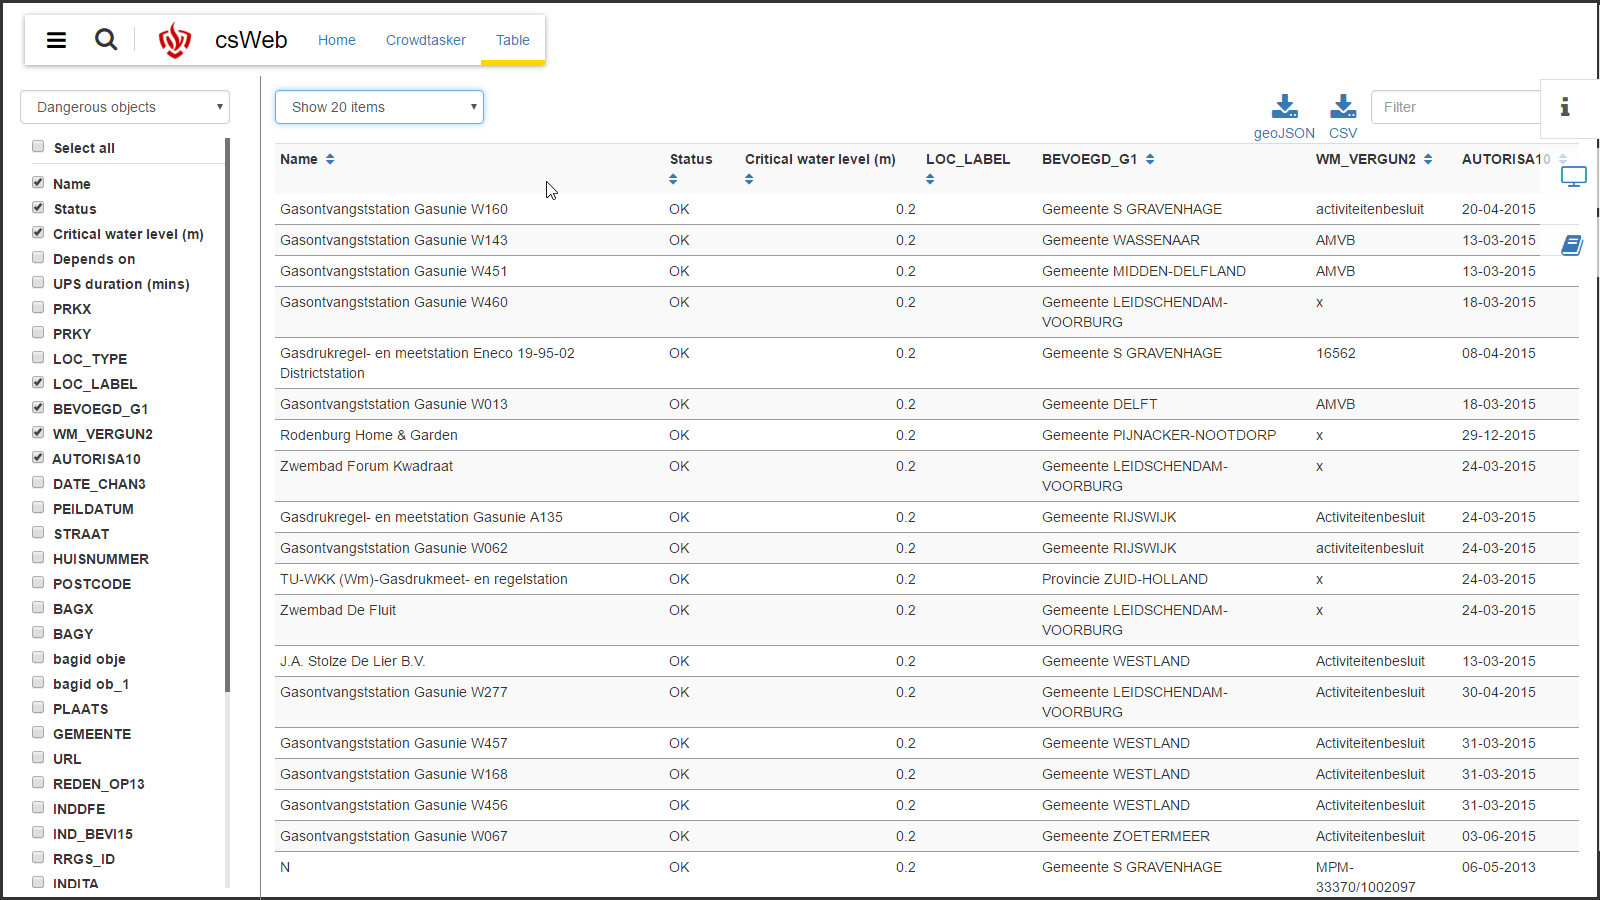 csWeb Home Crowdtasker Table
Dangerous objects
Show 20 items
geoJSON
CSV
Filter
Select all
Name
Status
Critical water level (m)
Depends on
UPS duration (mins)
PRKX
PRKY
LOC_TYPE
LOC_LABEL
BEVOEGD_G1
WM_VERGUN2
AUTORISA10
DATE_CHAN3
PEILDATUM
STRAAT
HUISNUMMER
POSTCODE
BAGX
BAGY
bagid obje
bagid ob_1
PLAATS
GEMEENTE
URL
REDEN_OP13
INDDFE
IND_BEVI15
RRGS_ID
INDITA
Name Status Critical water level (m) LOC_LABEL BEVOEGD_G1 WM_VERGUN2 AUTORISA10
Gasontvangststation Gasunie W160 OK 0.2 Gemeente S GRAVENHAGE activiteitenbesluit 20-04-2015
Gasontvangststation Gasunie W143 OK 0.2 Gemeente WASSENAAR AMVB 13-03-2015
Gasontvangststation Gasunie W451 OK 0.2 Gemeente MIDDEN-DELFLAND AMVB 13-03-2015
Gasontvangststation Gasunie W460 OK 0.2 Gemeente LEIDSCHENDAM- x 18-03-2015
VOORBURG
Gasdrukregel- en meetstation Eneco 19-95-02 OK 0.2 Gemeente S GRAVENHAGE 16562 08-04-2015
Districtstation
Gasontvangststation Gasunie W013 OK 0.2 Gemeente DELFT AMVB 18-03-2015
Rodenburg Home & Garden OK 0.2 Gemeente PIJNACKER-NOOTDORP x 29-12-2015
Zwembad Forum Kwadraat OK 0.2 Gemeente LEIDSCHENDAM- x 24-03-2015
VOORBURG
Gasdrukregel- en meetstation Gasunie A135 OK 0.2 Gemeente RIJSWIJK Activiteitenbesluit 24-03-2015
Gasontvangststation Gasunie W062 OK 0.2 Gemeente RIJSWIJK activiteitenbesluit 24-03-2015
TU-WKK (Wm)-Gasdrukmeet- en regelstation OK 0.2 Provincie ZUID-HOLLAND x 24-03-2015
Zwembad De Fluit OK 0.2 Gemeente LEIDSCHENDAM- x 24-03-2015
VOORBURG
J.A. Stolze De Lier B.V. OK 0.2 Gemeente WESTLAND Activiteitenbesluit 13-03-2015
Gasontvangststation Gasunie W277 OK 0.2 Gemeente LEIDSCHENDAM- Activiteitenbesluit 30-04-2015
VOORBURG
Gasontvangststation Gasunie W457 OK 0.2 Gemeente WESTLAND Activiteitenbesluit 31-03-2015
Gasontvangststation Gasunie W168 OK 0.2 Gemeente WESTLAND Activiteitenbesluit 31-03-2015
Gasontvangststation Gasunie W456 OK 0.2 Gemeente WESTLAND Activiteitenbesluit 31-03-2015
Gasontvangststation Gasunie W067 OK 0.2 Gemeente ZOETERMEER Activiteitenbesluit 03-06-2015
N OK 0.2 Gemeente S GRAVENHAGE MPM- 06-05-2013
33370/1002097